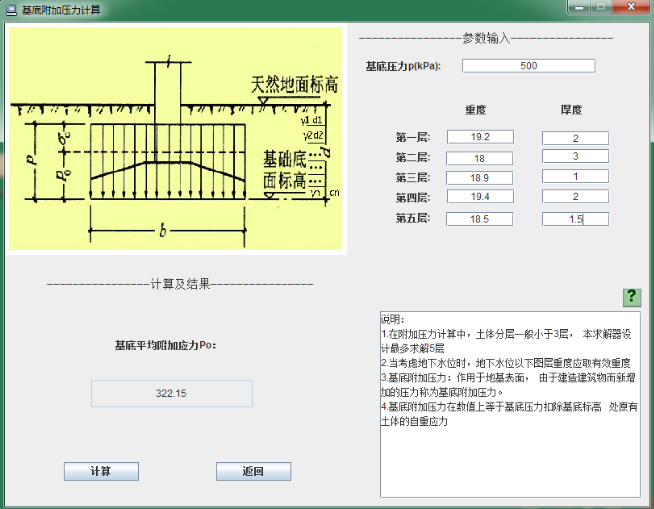 基底附加压力计算
----------------参数输入----------------
基底压力p(kPa):
500
重度
厚度
第一层:
19.2
2
第二层:
18
3
第三层:
18.9
1
第四层:
19.4
2
第五层:
18.5
1.5
天然地面标高
γ1 d1
γ2d2
d
基础底
面标高
γn
cn
p
σc
p0
b
----------------计算及结果----------------
基底平均附加应力Po:
322.15
计算
返回
?
说明:
1.在附加压力计算中，土体分层一般小于3层， 本求解器设
计最多求解5层
2.当考虑地下水位时，地下水位以下图层重度应取有效重度
3.基底附加压力：作用于地基表面， 由于建造建筑物而新增
加的压力称为基底附加压力。
4.基底附加压力在数值上等于基底压力扣除基底标高 处原有
土体的自重应力